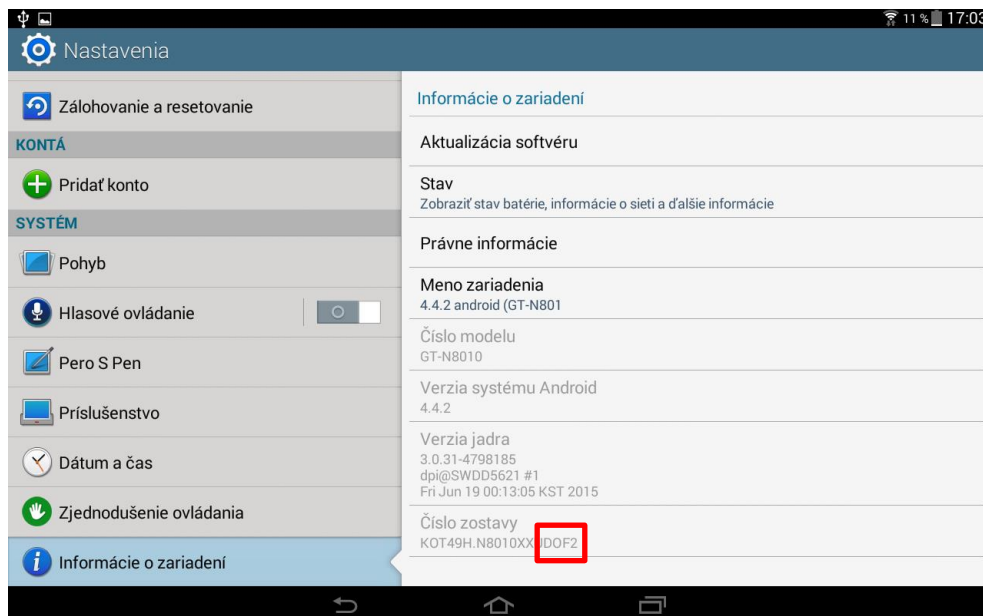 11 % 17:03
Nastavenia
Zálohovanie a resetovanie
KONTÁ
Pridať konto
SYSTÉM
Pohyb
Hlasové ovládanie
Pero S Pen
Príslušenstvo
Dátum a čas
Zjednodušenie ovládania
Informácie o zariadení
Informácie o zariadení
Aktualizácia softvéru
Stav
Zobraziť stav batérie, informácie o sieti a ďalšie informácie
Právne informácie
Meno zariadenia
4.4.2 android (GT-N801
Číslo modelu
GT-N8010
Verzia systému Android
4.4.2
Verzia jadra
3.0.31-4798185
dpi@SWDD5621 #1
Fri Jun 19 00:13:05 KST 2015
Číslo zostavy
KOT49H.N8010XXUDOF2